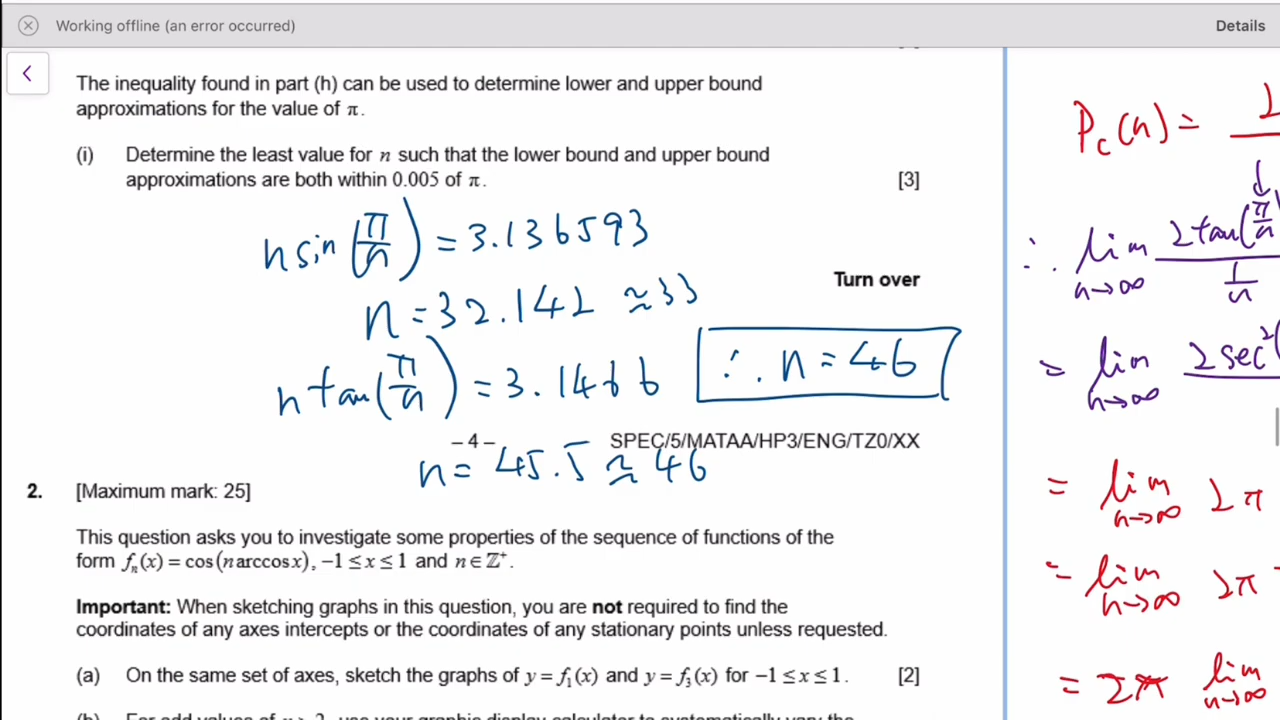 Working offline (an error occurred)
Details
The inequality found in part (h) can be used to determine lower and upper bound
approximations for the value of π.
(i) Determine the least value for n such that the lower bound and upper bound
approximations are both within 0.005 of π.
[3]
n sin(π/n) = 3.136593
Turn over
n = 32.142 ≈ 33
n tan(π/n) = 3.1466
∴ n = 46
– 4 –
SPEC/5/MATAA/HP3/ENG/TZ0/XX
n = 45.5 ≈ 46
2. [Maximum mark: 25]
This question asks you to investigate some properties of the sequence of functions of the
form fₙ(x) = cos(n arccos x), −1 ≤ x ≤ 1 and n ∈ ℤ⁺.
Important: When sketching graphs in this question, you are not required to find the
coordinates of any axes intercepts or the coordinates of any stationary points unless requested.
(a) On the same set of axes, sketch the graphs of y = f₁(x) and y = f₃(x) for −1 ≤ x ≤ 1.
[2]
P_c(n) =
∴ lim n→∞ 2tan(π/n) / 1/n
= lim n→∞ 2sec²(
= lim n→∞ 2π
= lim n→∞ 2π
= 2π lim n→∞